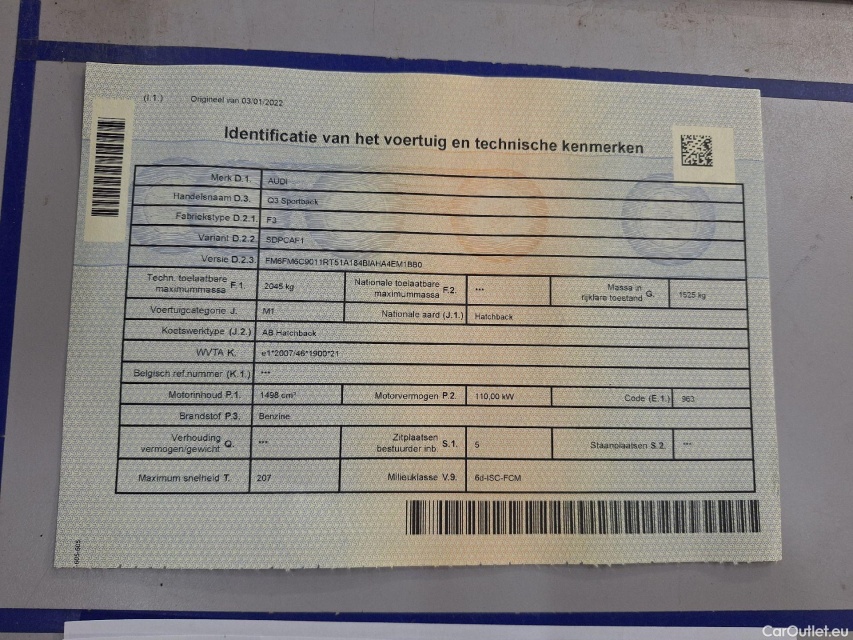 (I.1.) Origineel van 03/01/2022
Identificatie van het voertuig en technische kenmerken
Merk D.1. AUDI
Handelsnaam D.3. Q3 Sportback
Fabriekstype D.2.1. F3
Variant D.2.2. SDPCAF1
Versie D.2.3. FM6FM6C9011RT51A184BIAHA4EM1BB0
Techn. toelaatbare maximummassa F.1. 2045 kg Nationale toelaatbare maximummassa F.2. *** Massa in rijklare toestand G. 1525 kg
Voertuigcategorie J. M1 Nationale aard (J.1.) Hatchback
Koetswerktype (J.2.) AB Hatchback
WVTA K. e1*2007/46*1900*21
Belgisch ref.nummer (K.1.) ***
Motorinhoud P.1. 1498 cm³ Motorvermogen P.2. 110,00 kW Code (E.1.) 963
Brandstof P.3. Benzine
Verhouding vermogen/gewicht Q. *** Zitplaatsen bestuurder inb. S.1. 5 Staanplaatsen S.2. ***
Maximum snelheid T. 207 Milieuklasse V.9. 6d-ISC-FCM
605-605
CarOutlet.eu